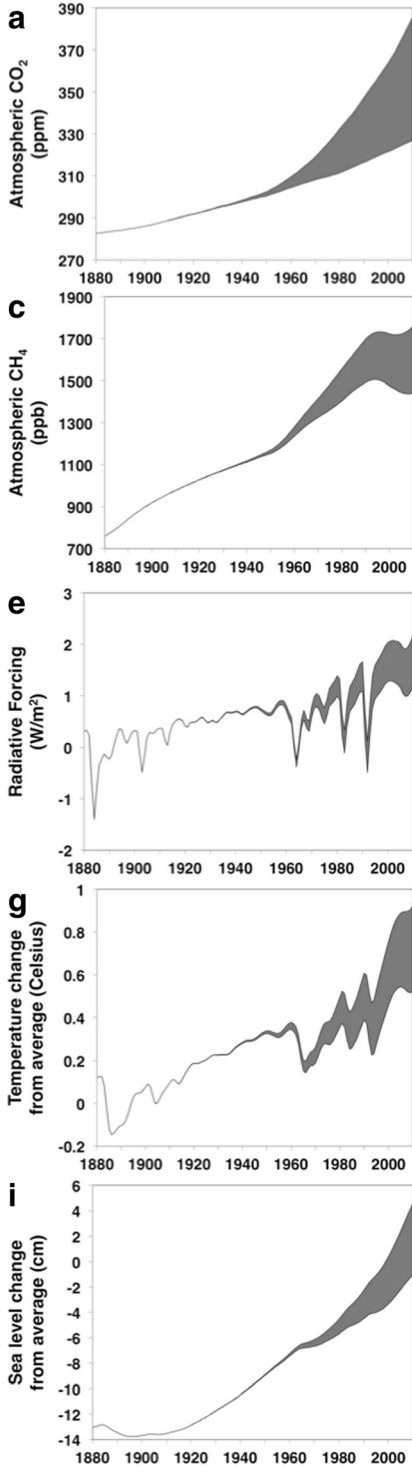 a
Atmospheric CO2
(ppm)
390
370
350
330
310
290
270
1880 1900 1920 1940 1960 1980 2000
c
Atmospheric CH4
(ppb)
1900
1700
1500
1300
1100
900
700
1880 1900 1920 1940 1960 1980 2000
e
Radiative Forcing
(W/m²)
3
2
1
0
-1
-2
1880 1900 1920 1940 1960 1980 2000
g
Temperature change
from average (Celsius)
1
0.8
0.6
0.4
0.2
0
-0.2
1880 1900 1920 1940 1960 1980 2000
i
Sea level change
from average (cm)
6
4
2
0
-2
-4
-6
-8
-10
-12
-14
1880 1900 1920 1940 1960 1980 2000